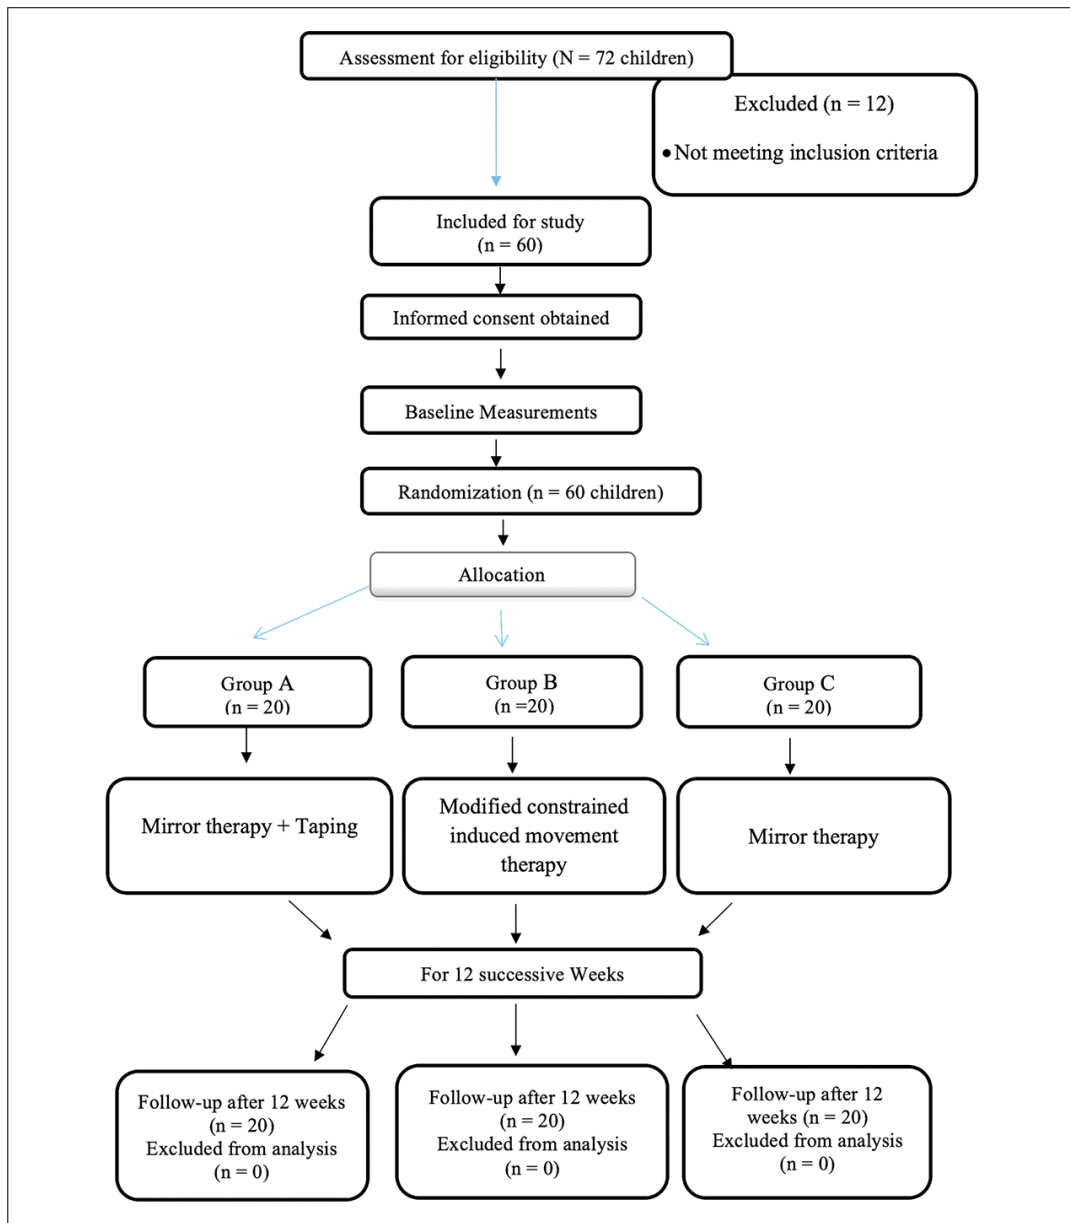 Assessment for eligibility (N = 72 children)
Excluded (n = 12)
• Not meeting inclusion criteria
Included for study
(n = 60)
Informed consent obtained
Baseline Measurements
Randomization (n = 60 children)
Allocation
Group A
(n = 20)
Group B
(n =20)
Group C
(n = 20)
Mirror therapy + Taping
Modified constrained
induced movement
therapy
Mirror therapy
For 12 successive Weeks
Follow-up after 12 weeks
(n = 20)
Excluded from analysis
(n = 0)
Follow-up after 12 weeks
(n = 20)
Excluded from analysis
(n = 0)
Follow-up after 12
weeks (n = 20)
Excluded from analysis
(n = 0)